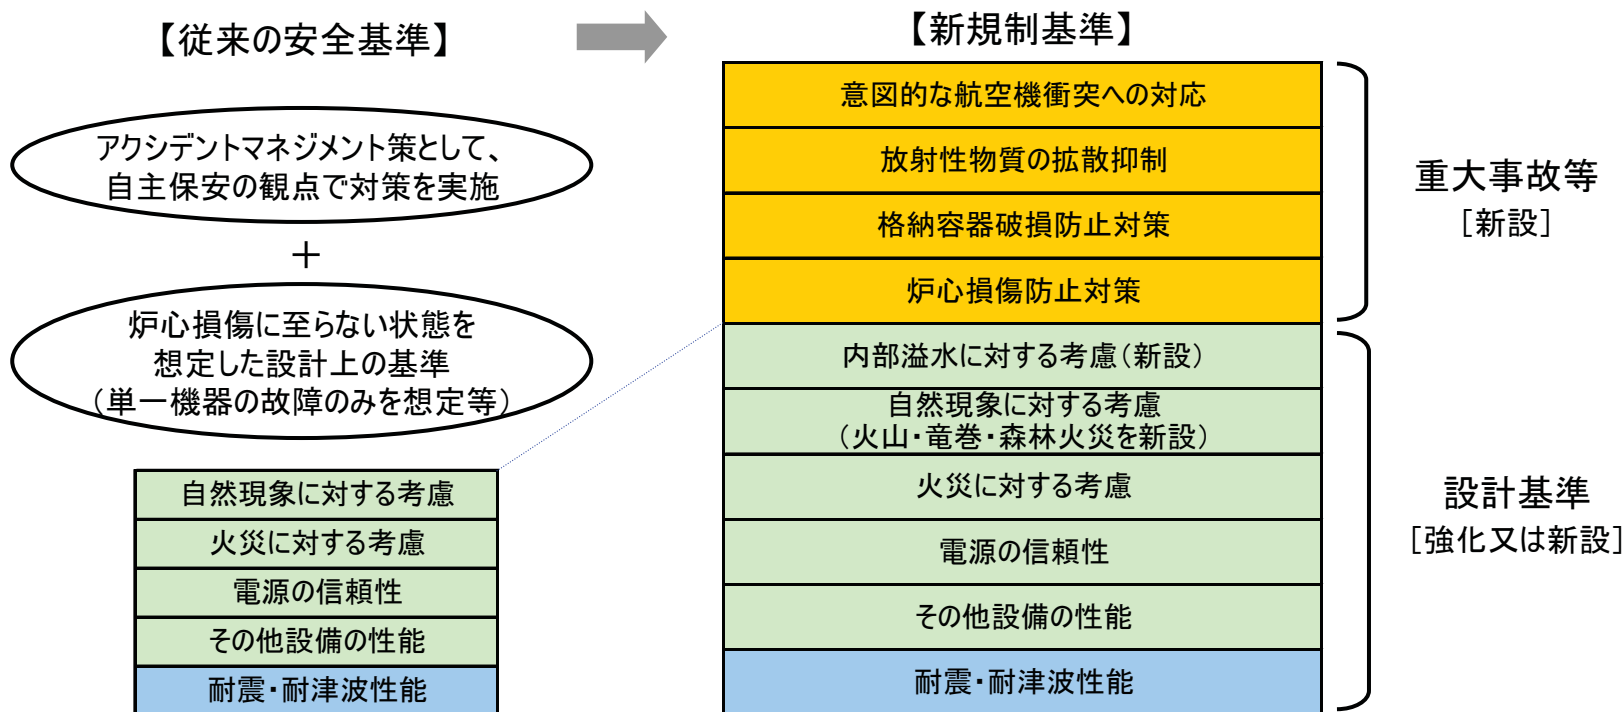 【従来の安全基準】
アクシデントマネジメント策として、
自主保安の観点で対策を実施
＋
炉心損傷に至らない状態を
想定した設計上の基準
（単一機器の故障のみを想定等）
自然現象に対する考慮
火災に対する考慮
電源の信頼性
その他設備の性能
耐震・耐津波性能
【新規制基準】
意図的な航空機衝突への対応
放射性物質の拡散抑制
格納容器破損防止対策
炉心損傷防止対策
内部溢水に対する考慮（新設）
自然現象に対する考慮
（火山・竜巻・森林火災を新設）
火災に対する考慮
電源の信頼性
その他設備の性能
耐震・耐津波性能
重大事故等
［新設］
設計基準
［強化又は新設］